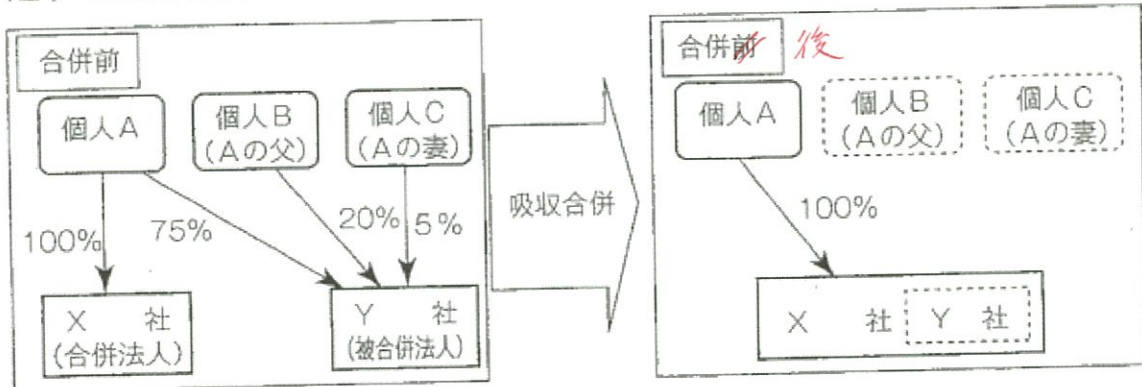 合併前
個人A
個人B
(Aの父)
個人C
(Aの妻)
100%
75%
20%
5%
X 社
(合併法人)
Y 社
(被合併法人)
吸収合併
合併前 後
個人A
個人B
(Aの父)
個人C
(Aの妻)
100%
X 社
Y 社